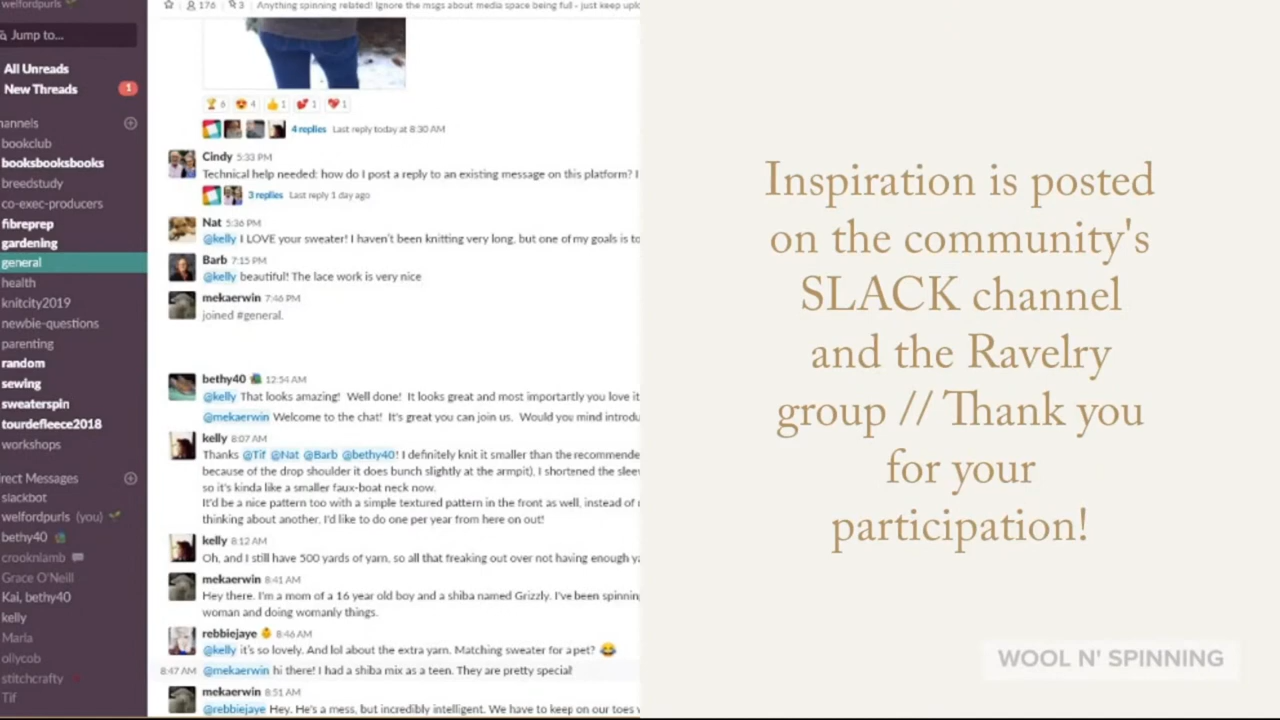 welfordpurls
176
3
Anything spinning related! Ignore the msgs about media space being full - just keep
Jump to...
All Unreads
New Threads
1
bookclub
booksbooksbooks
breedstudy
co-exec-producers
fibreprep
gardening
general
health
knitcity2019
newbie-questions
parenting
random
sewing
sweaterspin
tourdefleece2018
workshops
rect Messages
slackbot
welfordpurls (you)
bethy40
crooknlamb
Grace O'Neill
Kai, bethy40
kelly
Marla
ollycob
stitchcrafty
Tif
6 4 1 1 1
4 replies Last reply today at 8:30 AM
Cindy 5:33 PM
Technical help needed: how do I post a reply to an existing message on this platform? I
3 replies Last reply 1 day ago
Nat 5:36 PM
@kelly I LOVE your sweater! I haven't been knitting very long, but one of my goals is to
Barb 7:15 PM
@kelly beautiful! The lace work is very nice
mekaerwin 7:46 PM
joined #general.
bethy40 12:54 AM
@kelly That looks amazing! Well done! It looks great and most importantly you love it
@mekaerwin Welcome to the chat! It's great you can join us. Would you mind introdu
kelly 8:07 AM
Thanks @Tif @Nat @Barb @bethy40! I definitely knit it smaller than the recommende
because of the drop shoulder it does bunch slightly at the armpit), I shortened the slee
so it's kinda like a smaller faux-boat neck now.
It'd be a nice pattern too with a simple textured pattern in the front as well, instead of
thinking about another. I'd like to do one per year from here on out!
kelly 8:12 AM
Oh, and I still have 500 yards of yarn, so all that freaking out over not having enough
mekaerwin 8:41 AM
Hey there. I'm a mom of a 16 year old boy and a shiba named Grizzly. I've been spinnin
woman and doing womanly things.
rebbiejaye 8:46 AM
@kelly it's so lovely. And lol about the extra yarn. Matching sweater for a pet?
8:47 AM @mekaerwin hi there! I had a shiba mix as a teen. They are pretty special!
mekaerwin 8:51 AM
@rebbiejaye Hey. He's a mess, but incredibly intelligent. We have to keep on our toes
Inspiration is posted
on the community's
SLACK channel
and the Ravelry
group // Thank you
for your
participation!
WOOL N' SPINNING